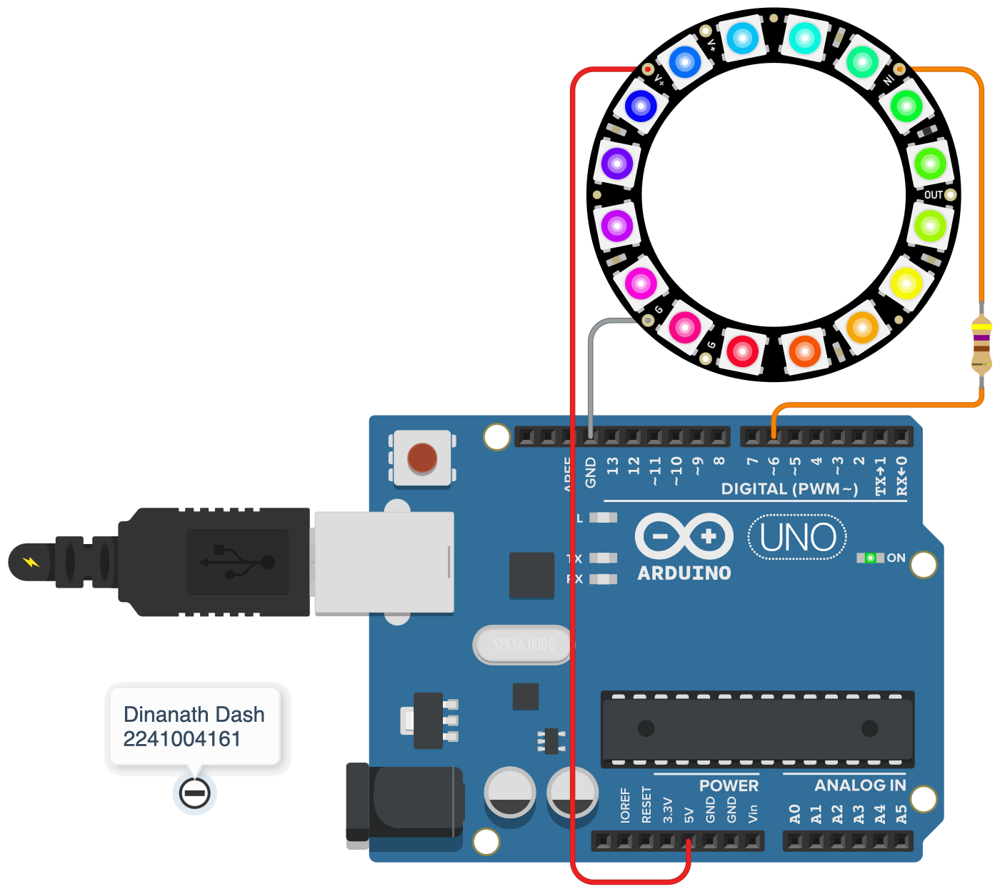 V+
V+
IN
OUT
G
G
AREF
GND
13
12
~11
~10
~9
8
7
~6
~5
4
~3
2
TX→1
RX←0
DIGITAL (PWM~)
L
TX
RX
ARDUINO
UNO
ON
SPK16.000G
Dinanath Dash
2241004161
POWER
ANALOG IN
IOREF
RESET
3.3V
5V
GND
GND
Vin
A0
A1
A2
A3
A4
A5